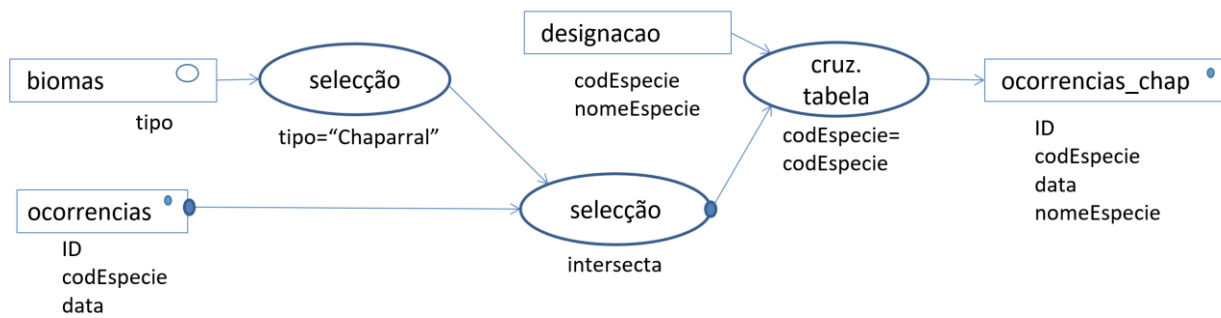 biomas
tipo
selecção
tipo=“Chaparral”
ocorrencias
ID
codEspecie
data
selecção
intersecta
designacao
codEspecie
nomeEspecie
cruz.
tabela
codEspecie=
codEspecie
ocorrencias_chap
ID
codEspecie
data
nomeEspecie